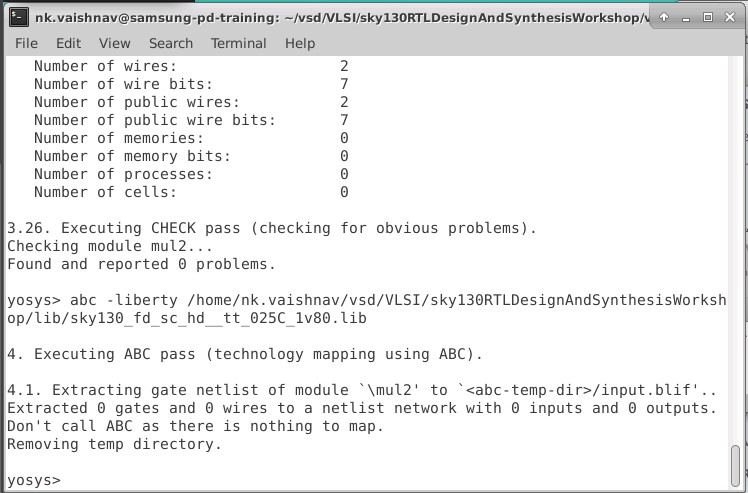 nk.vaishnav@samsung-pd-training: ~/vsd/VLSI/sky130RTLDesignAndSynthesisWorkshop/v
File Edit View Search Terminal Help
Number of wires: 2
Number of wire bits: 7
Number of public wires: 2
Number of public wire bits: 7
Number of memories: 0
Number of memory bits: 0
Number of processes: 0
Number of cells: 0
3.26. Executing CHECK pass (checking for obvious problems).
Checking module mul2...
Found and reported 0 problems.
yosys> abc -liberty /home/nk.vaishnav/vsd/VLSI/sky130RTLDesignAndSynthesisWorksh
op/lib/sky130_fd_sc_hd__tt_025C_1v80.lib
4. Executing ABC pass (technology mapping using ABC).
4.1. Extracting gate netlist of module `\mul2' to `<abc-temp-dir>/input.blif'..
Extracted 0 gates and 0 wires to a netlist network with 0 inputs and 0 outputs.
Don't call ABC as there is nothing to map.
Removing temp directory.
yosys>